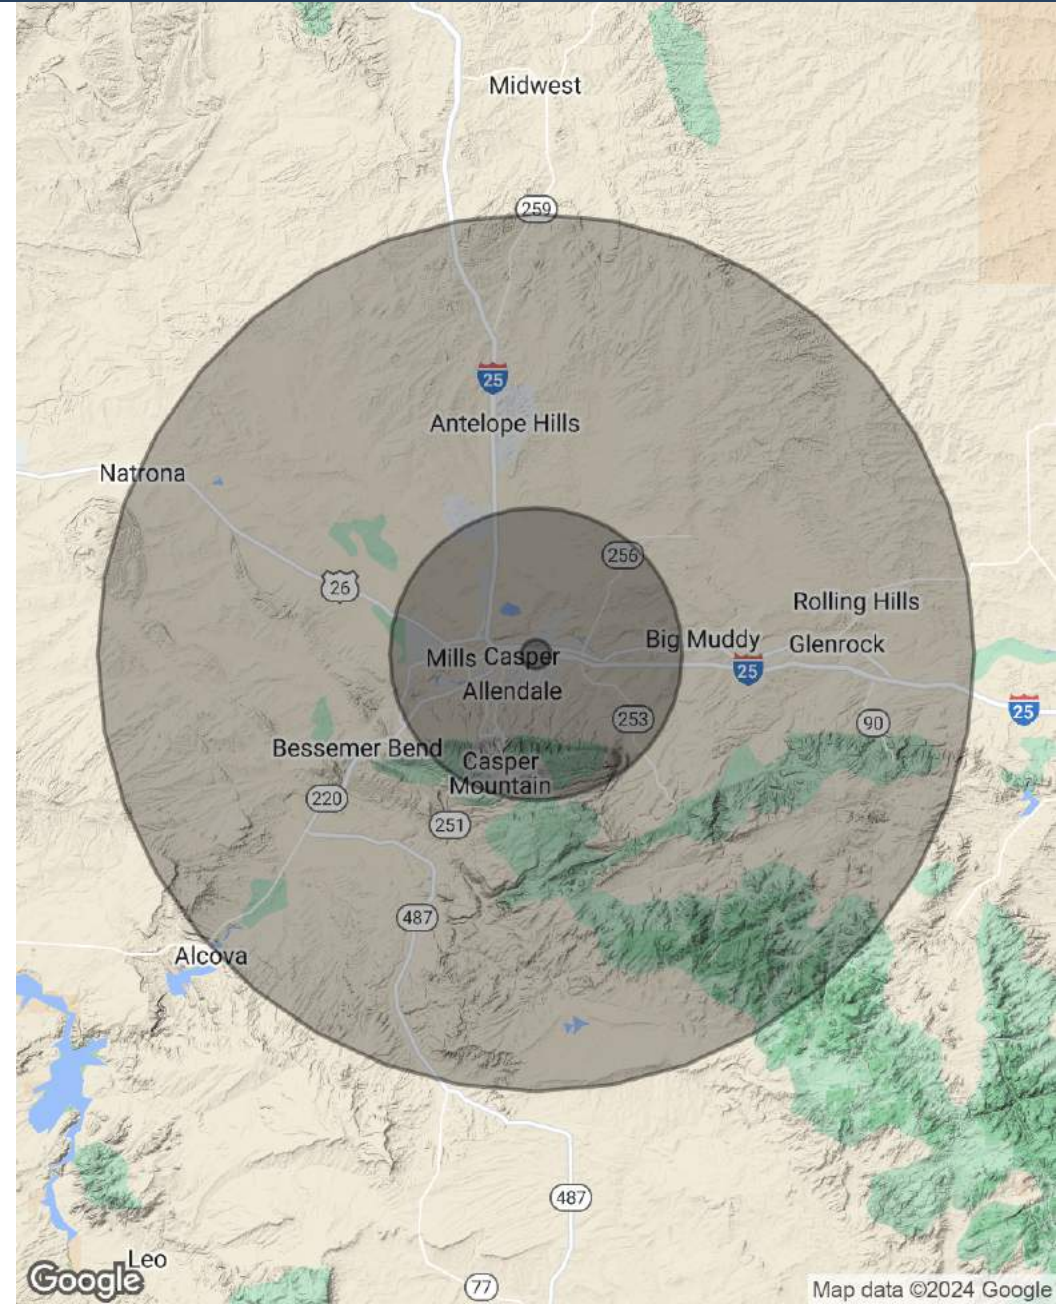 Midwest
259
25
Antelope Hills
Natrona
256
26
Rolling Hills
Big Muddy
Glenrock
Mills
Casper
25
Allendale
25
253
90
Bessemer Bend
Casper
Mountain
220
251
487
Alcova
487
Leo
Google
77
Map data ©2024 Google